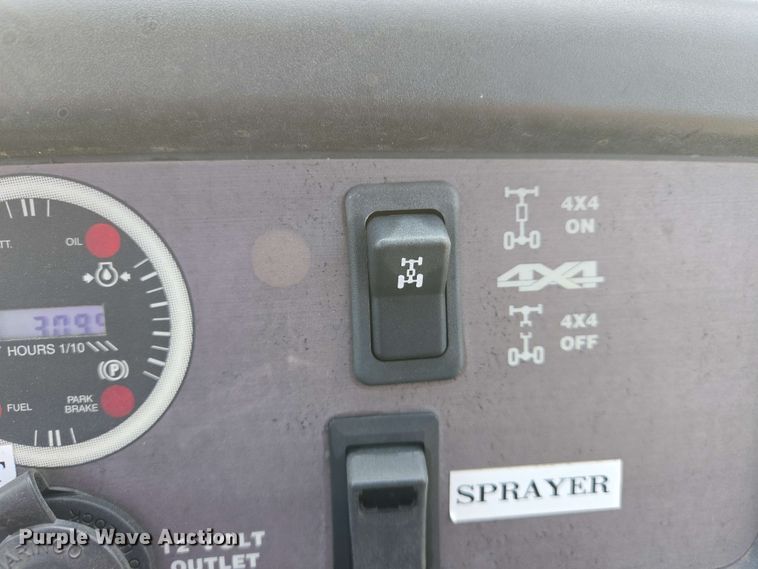 TT.
OIL
HOURS 1/10
P
FUEL
PARK
BRAKE
4X4
ON
4X4
4X4
OFF
SPRAYER
12 VOLT
OUTLET
Purple Wave Auction